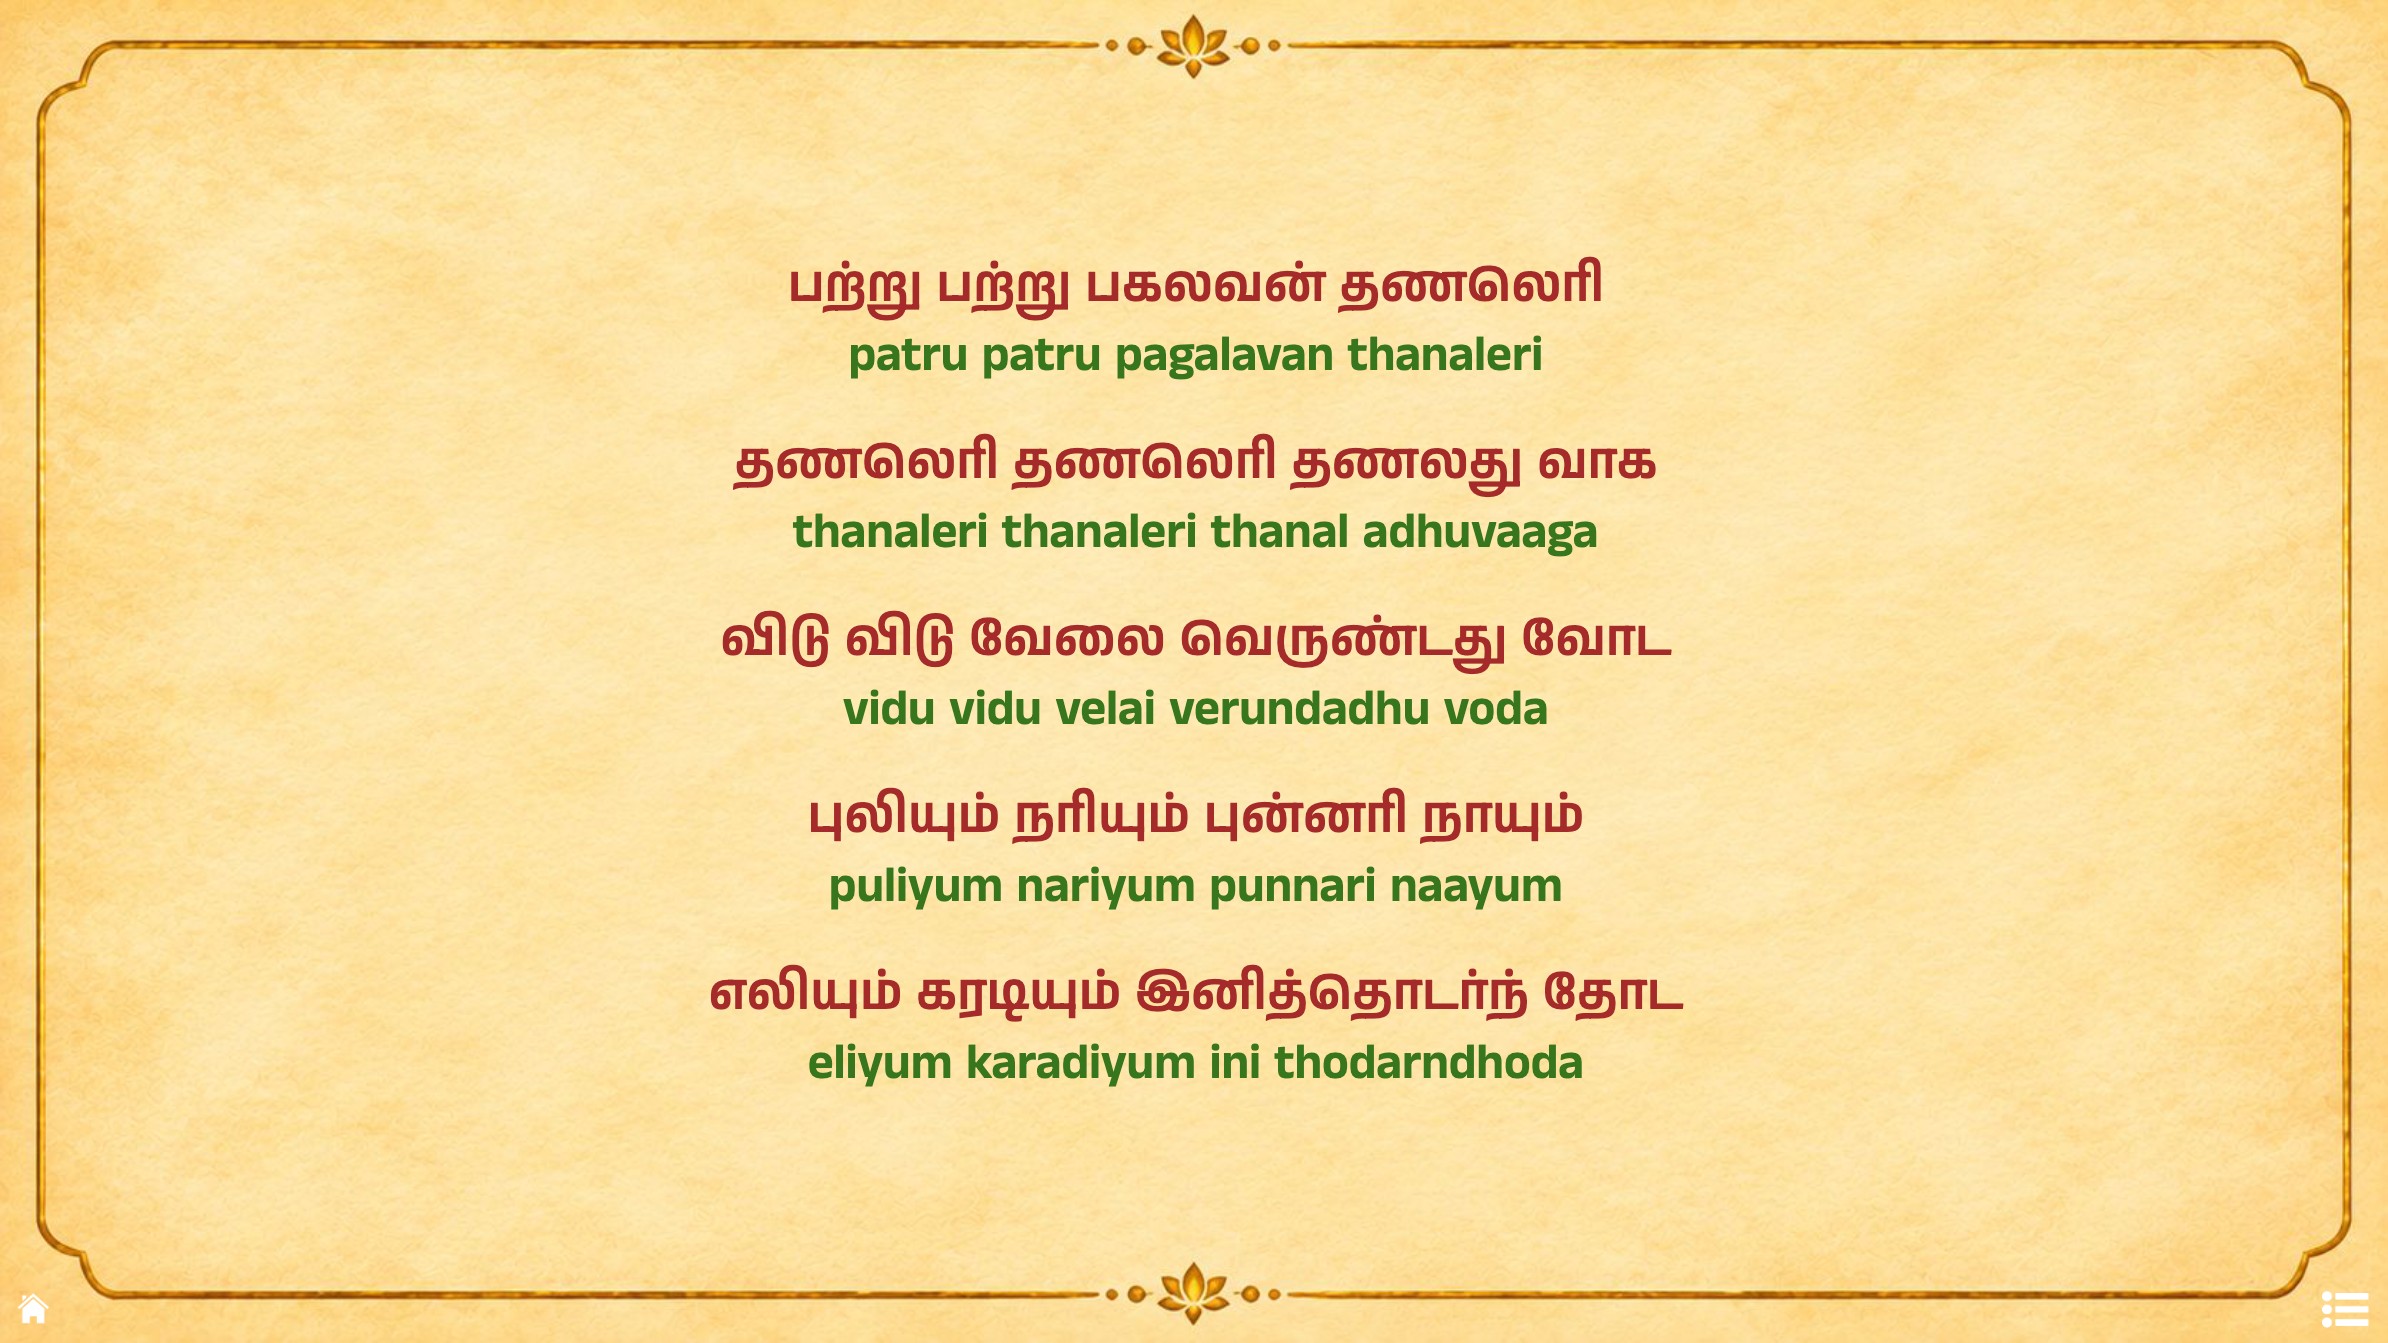 பற்று பற்று பகலவன் தணலெரி
patru patru pagalavan thanaleri
தணலெரி தணலெரி தணலது வாக
thanaleri thanaleri thanal adhuvaaga
விடு விடு வேலை வெருண்டது வோட
vidu vidu velai verundadhu voda
புலியும் நரியும் புன்னரி நாயும்
puliyum nariyum punnari naayum
எலியும் கரடியும் இனித்தொடர்ந் தோட
eliyum karadiyum ini thodarndhoda